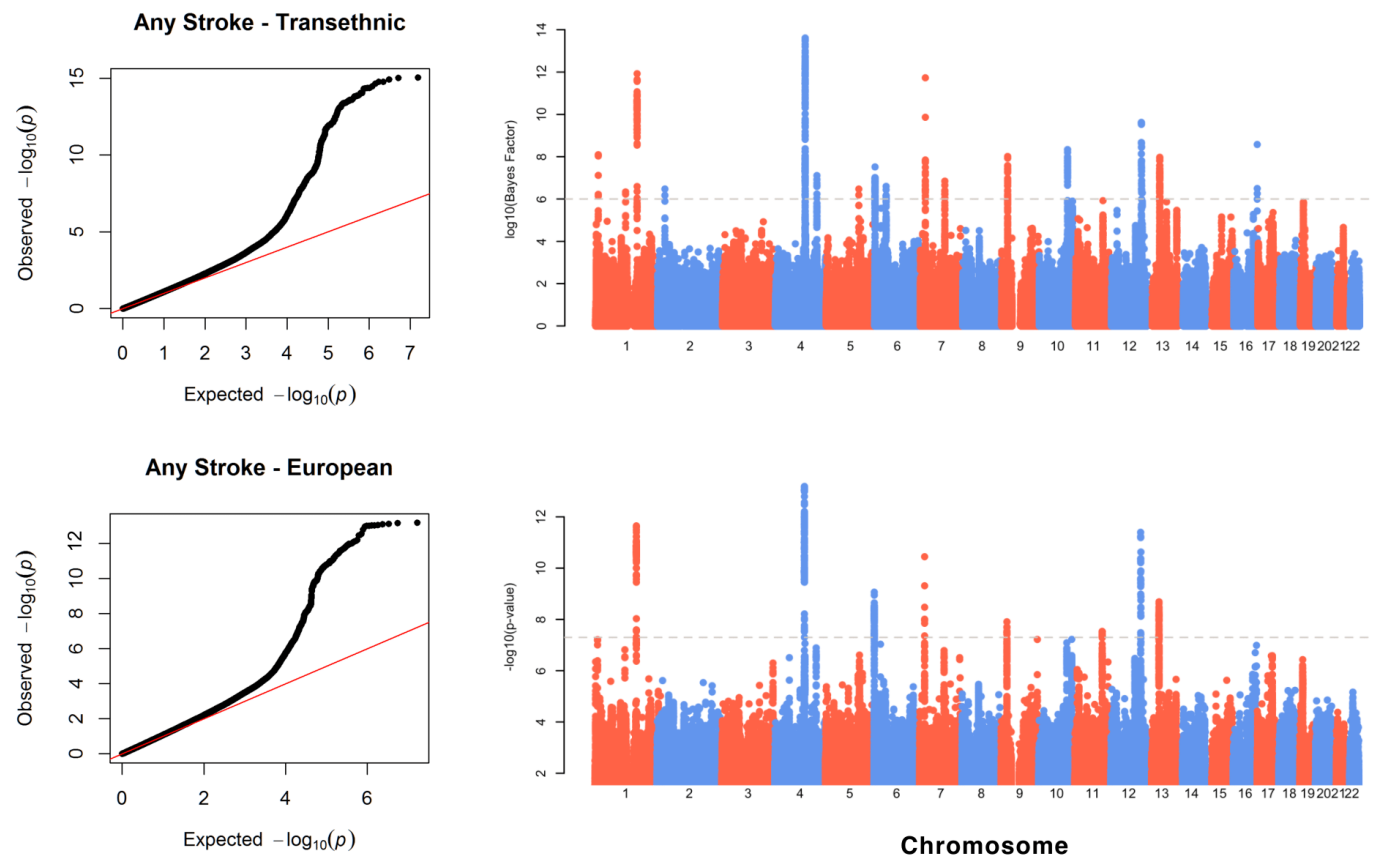 Any Stroke - Transethnic
Observed −log10(p)
0 5 10 15
0 1 2 3 4 5 6 7
Expected −log10(p)
log10(Bayes Factor)
0 2 4 6 8 10 12 14
1 2 3 4 5 6 7 8 9 10 11 12 13 14 15 16 17 18 19 20 21 22
Any Stroke - European
Observed −log10(p)
0 2 4 6 8 10 12
0 2 4 6
Expected −log10(p)
-log10(p-value)
2 4 6 8 10 12
1 2 3 4 5 6 7 8 9 10 11 12 13 14 15 16 17 18 19 20 21 22
Chromosome